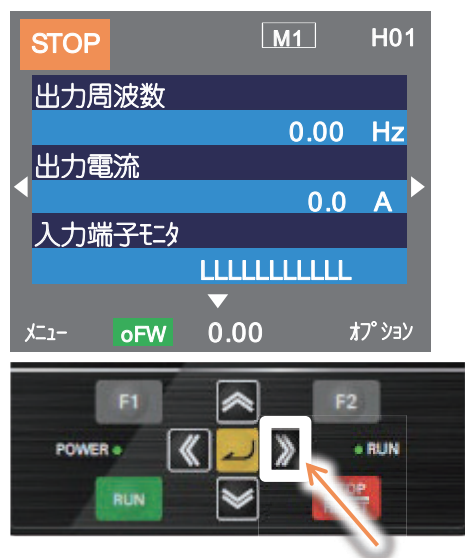 STOP M1 H01
出力周波数
0.00 Hz
出力電流
0.0 A
入力端子モニタ
LLLLLLLLLLL
メニュー oFW 0.00 オプション
F1 F2
POWER RUN
RUN